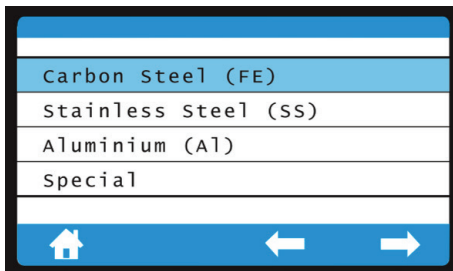 Carbon Steel (FE)
Stainless Steel (SS)
Aluminium (Al)
Special